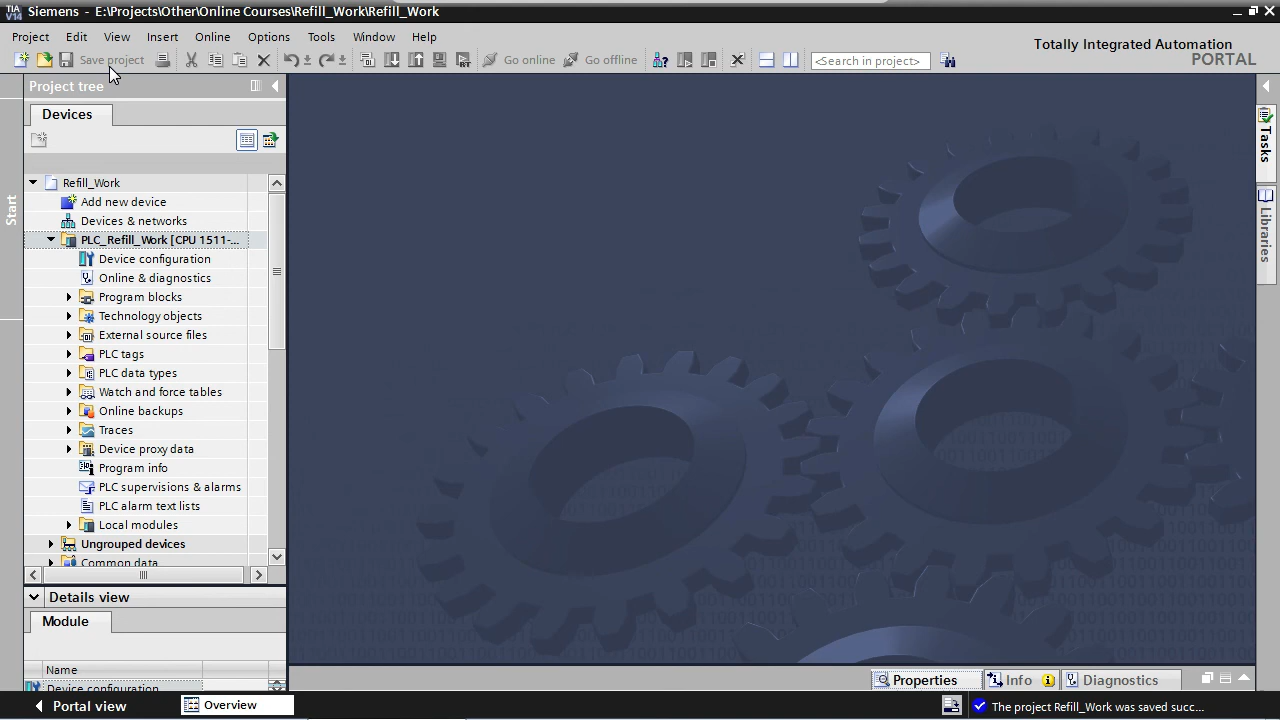 TIA V14 Siemens - E:\Projects\Other\Online Courses\Refill_Work\Refill_Work
Project Edit View Insert Online Options Tools Window Help
Totally Integrated Automation
PORTAL
Save project Go online Go offline <Search in project>
Project tree
Devices
Start
Refill_Work
Add new device
Devices & networks
PLC_Refill_Work [CPU 1511-...
Device configuration
Online & diagnostics
Program blocks
Technology objects
External source files
PLC tags
PLC data types
Watch and force tables
Online backups
Traces
Device proxy data
Program info
PLC supervisions & alarms
PLC alarm text lists
Local modules
Ungrouped devices
Common data
Details view
Module
Name
Device configuration
Tasks
Libraries
Properties Info Diagnostics
Portal view Overview The project Refill_Work was saved succ...